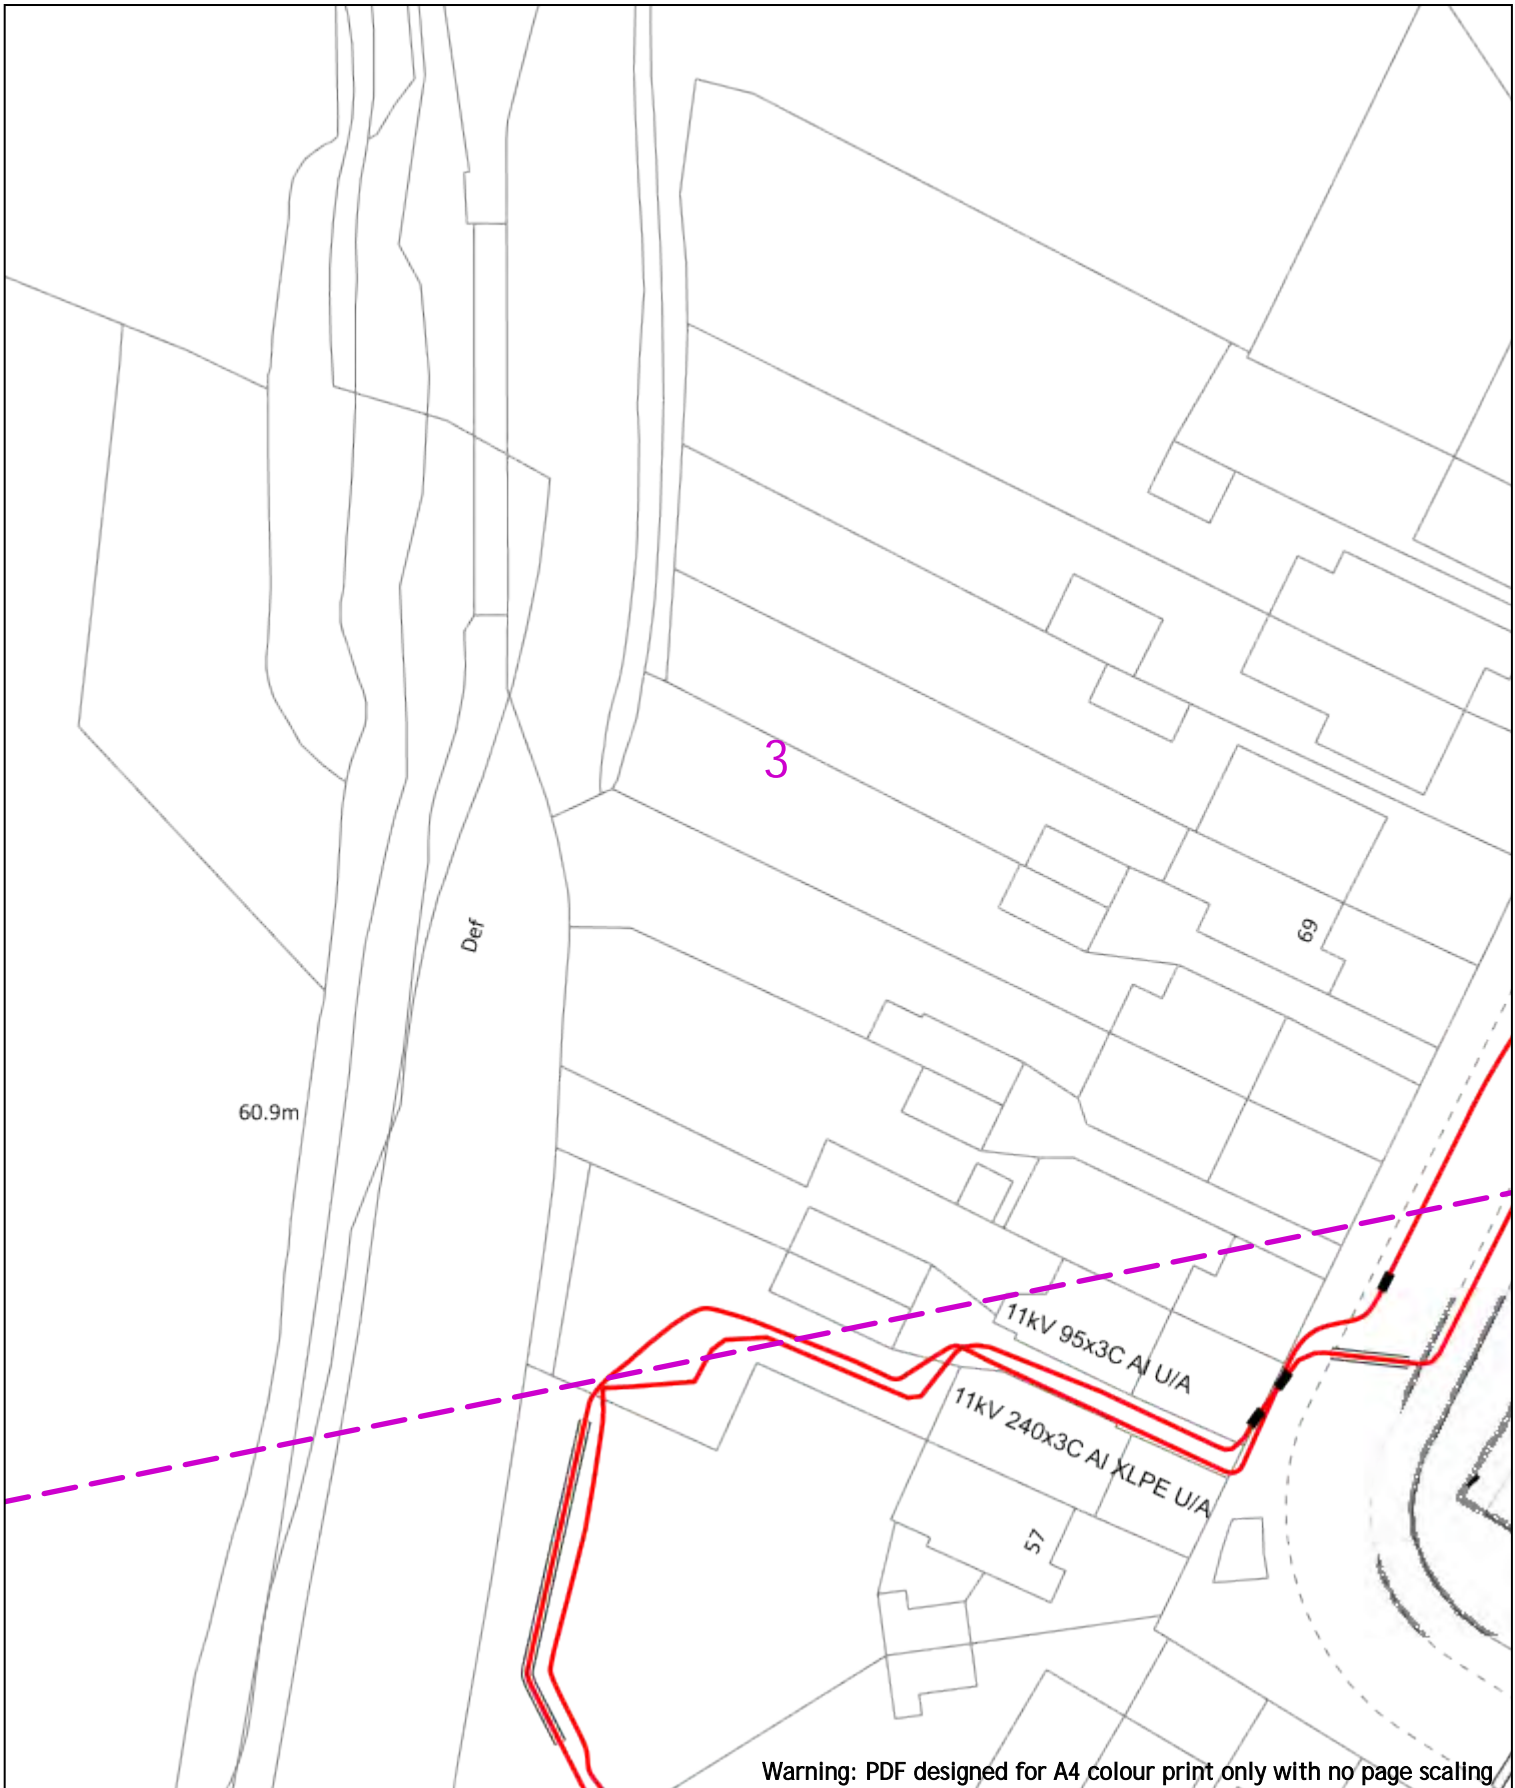 3
69
Def
60.9m
11kV 95x3C Al U/A
11kV 240x3C Al XLPE U/A
57
Warning: PDF designed for A4 colour print only with no page scaling